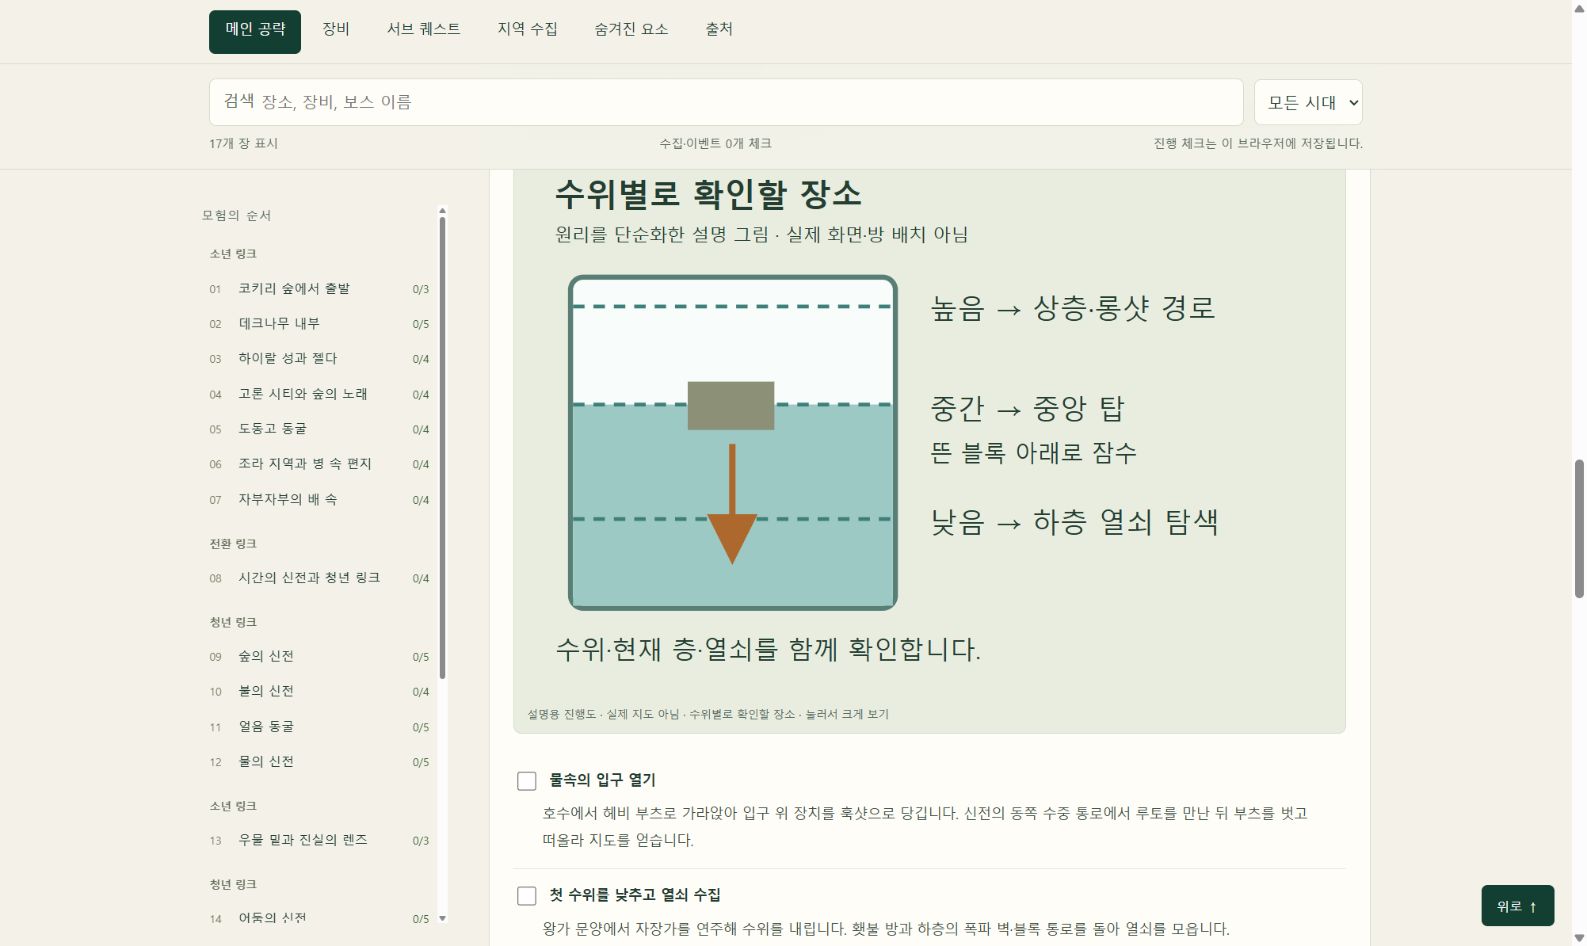 메인 공략
장비
서브 퀘스트
지역 수집
숨겨진 요소
출처
검색 장소, 장비, 보스 이름
모든 시대
17개 장 표시
수집·이벤트 0개 체크
진행 체크는 이 브라우저에 저장됩니다.
모험의 순서
소년 링크
01 코키리 숲에서 출발 0/3
02 데크나무 내부 0/5
03 하이랄 성과 젤다 0/4
04 고론 시티와 숲의 노래 0/4
05 도동고 동굴 0/4
06 조라 지역과 병 속 편지 0/4
07 자부자부의 배 속 0/4
전환 링크
08 시간의 신전과 청년 링크 0/4
청년 링크
09 숲의 신전 0/5
10 불의 신전 0/4
11 얼음 동굴 0/5
12 물의 신전 0/5
소년 링크
13 우물 밑과 진실의 렌즈 0/3
청년 링크
14 어둠의 신전 0/5
수위별로 확인할 장소
원리를 단순화한 설명 그림 · 실제 화면·방 배치 아님
높음 → 상층·롱샷 경로
중간 → 중앙 탑
뜬 블록 아래로 잠수
낮음 → 하층 열쇠 탐색
수위·현재 층·열쇠를 함께 확인합니다.
설명용 진행도 · 실제 지도 아님 · 수위별로 확인할 장소 · 눌러서 크게 보기
물속의 입구 열기
호수에서 헤비 부츠로 가라앉아 입구 위 장치를 훅샷으로 당깁니다. 신전의 동쪽 수중 통로에서 루토를 만난 뒤 부츠를 벗고
떠올라 지도를 얻습니다.
첫 수위를 낮추고 열쇠 수집
왕가 문양에서 자장가를 연주해 수위를 내립니다. 횃불 방과 하층의 폭파 벽·블록 통로를 돌아 열쇠를 모읍니다.
위로 ↑